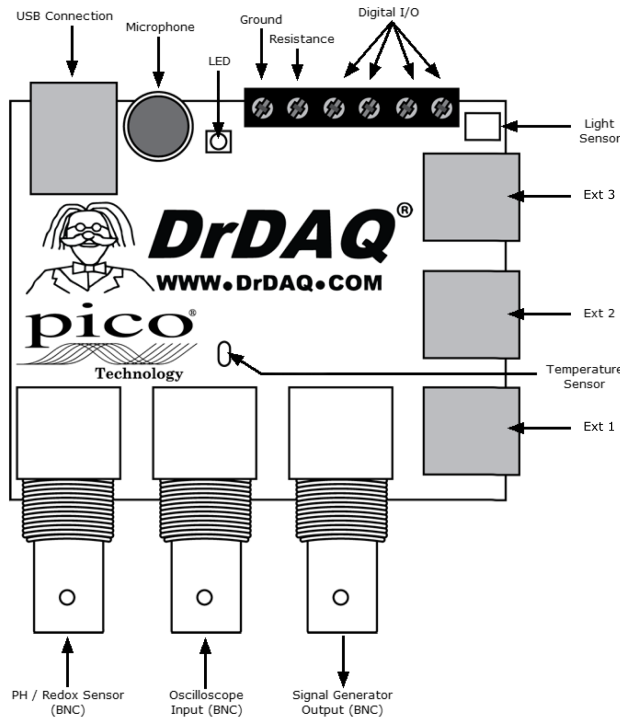 USB Connection
Microphone
LED
Ground
Resistance
Digital I/O
Light
Sensor
Ext 3
DrDAQ®
WWW.DrDAQ.COM
Ext 2
pico®
Technology
Temperature
Sensor
Ext 1
PH / Redox Sensor
(BNC)
Oscilloscope
Input (BNC)
Signal Generator
Output (BNC)